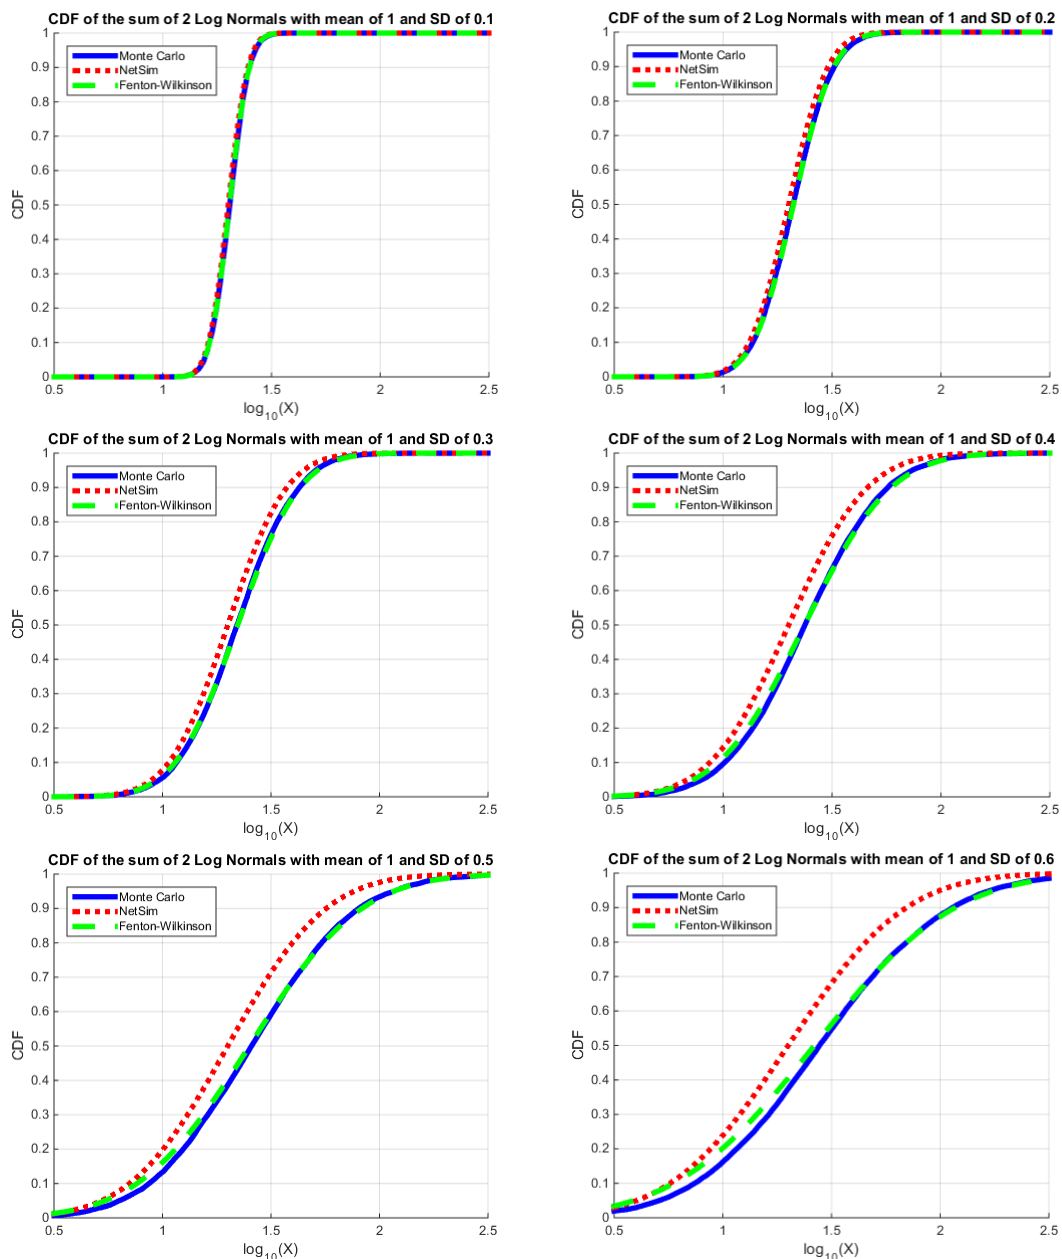 CDF of the sum of 2 Log Normals with mean of 1 and SD of 0.1
1
0.9
0.8
0.7
0.6
0.5
0.4
0.3
0.2
0.1
0
CDF
Monte Carlo
NetSim
Fenton-Wilkinson
0.5 1 1.5 2 2.5
log10(X)
CDF of the sum of 2 Log Normals with mean of 1 and SD of 0.2
1
0.9
0.8
0.7
0.6
0.5
0.4
0.3
0.2
0.1
0
CDF
Monte Carlo
NetSim
Fenton-Wilkinson
0.5 1 1.5 2 2.5
log10(X)
CDF of the sum of 2 Log Normals with mean of 1 and SD of 0.3
1
0.9
0.8
0.7
0.6
0.5
0.4
0.3
0.2
0.1
0
CDF
Monte Carlo
NetSim
Fenton-Wilkinson
0.5 1 1.5 2 2.5
log10(X)
CDF of the sum of 2 Log Normals with mean of 1 and SD of 0.4
1
0.9
0.8
0.7
0.6
0.5
0.4
0.3
0.2
0.1
0
CDF
Monte Carlo
NetSim
Fenton-Wilkinson
0.5 1 1.5 2 2.5
log10(X)
CDF of the sum of 2 Log Normals with mean of 1 and SD of 0.5
1
0.9
0.8
0.7
0.6
0.5
0.4
0.3
0.2
0.1
0
CDF
Monte Carlo
NetSim
Fenton-Wilkinson
0.5 1 1.5 2 2.5
log10(X)
CDF of the sum of 2 Log Normals with mean of 1 and SD of 0.6
1
0.9
0.8
0.7
0.6
0.5
0.4
0.3
0.2
0.1
0
CDF
Monte Carlo
NetSim
Fenton-Wilkinson
0.5 1 1.5 2 2.5
log10(X)